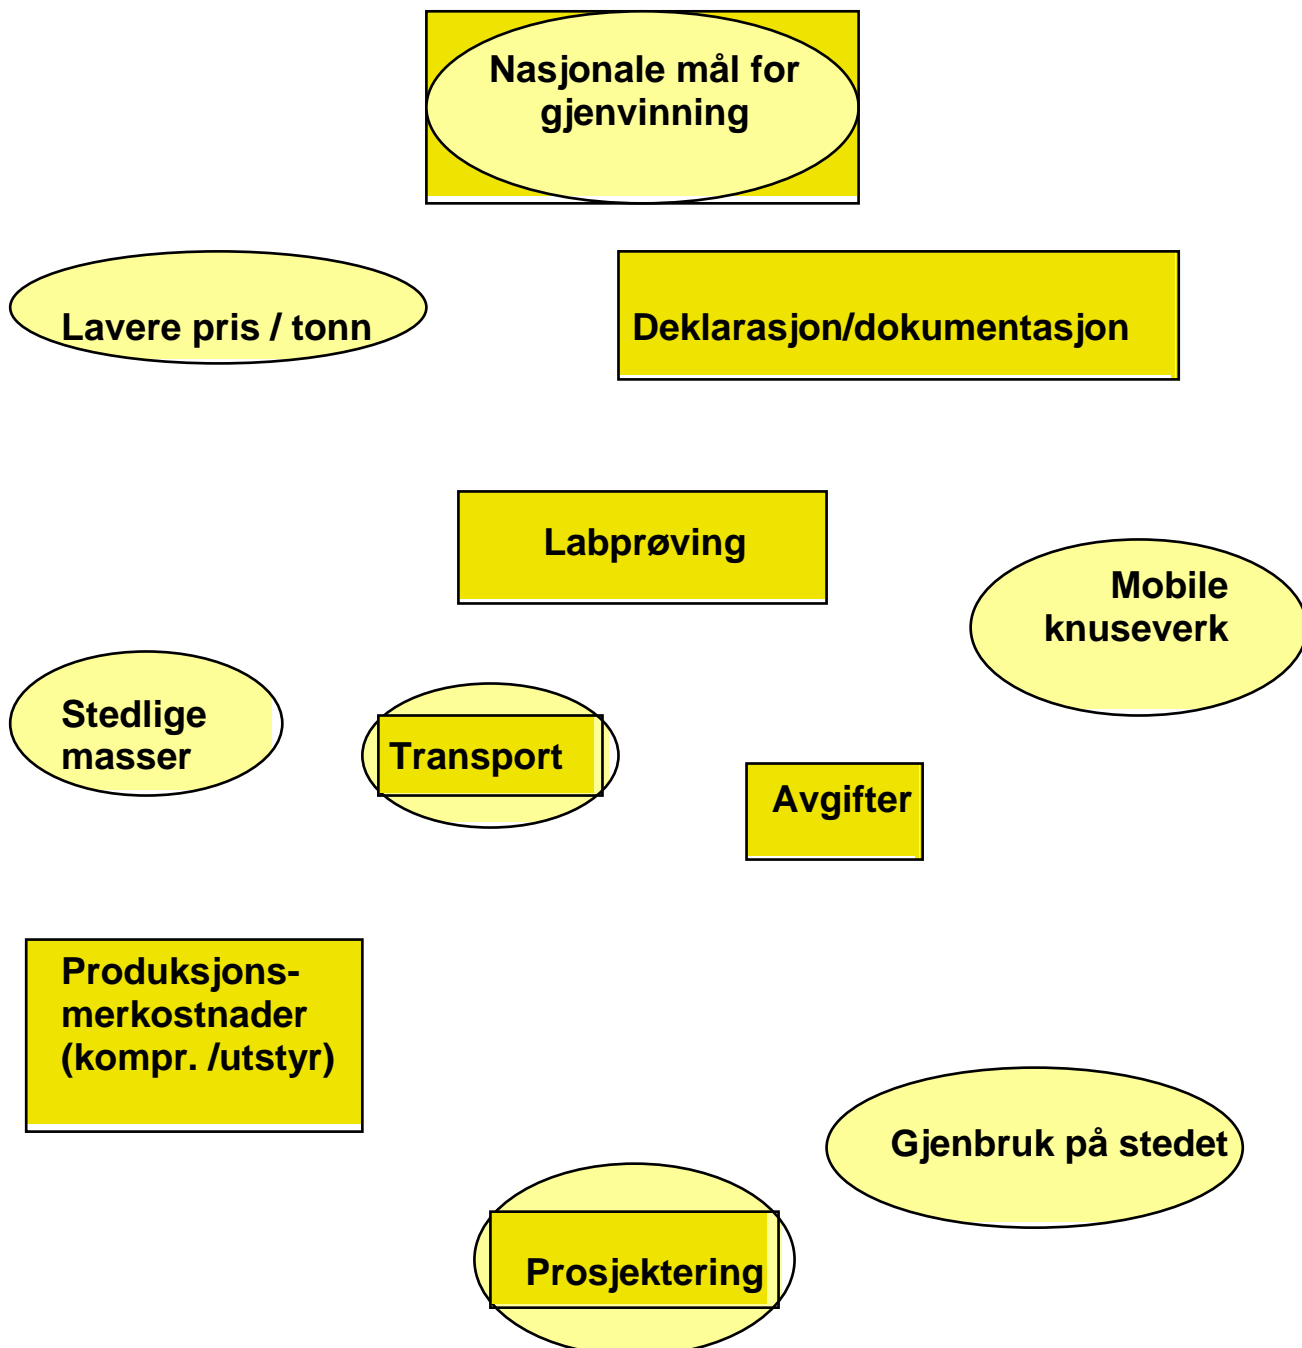 Nasjonale mål for
gjenvinning
Lavere pris / tonn
Deklarasjon/dokumentasjon
Labprøving
Mobile
knuseverk
Stedlige
masser
Transport
Avgifter
Produksjons-
merkostnader
(kompr. /utstyr)
Gjenbruk på stedet
Prosjektering